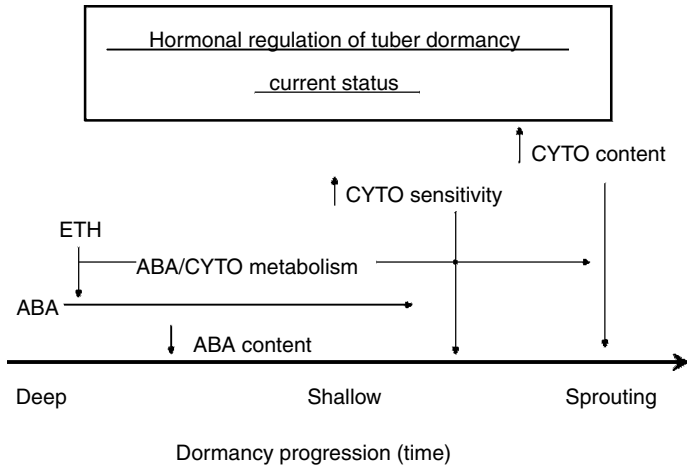 Hormonal regulation of tuber dormancy
current status
CYTO content
CYTO sensitivity
ETH
ABA/CYTO metabolism
ABA
ABA content
Deep Shallow Sprouting
Dormancy progression (time)